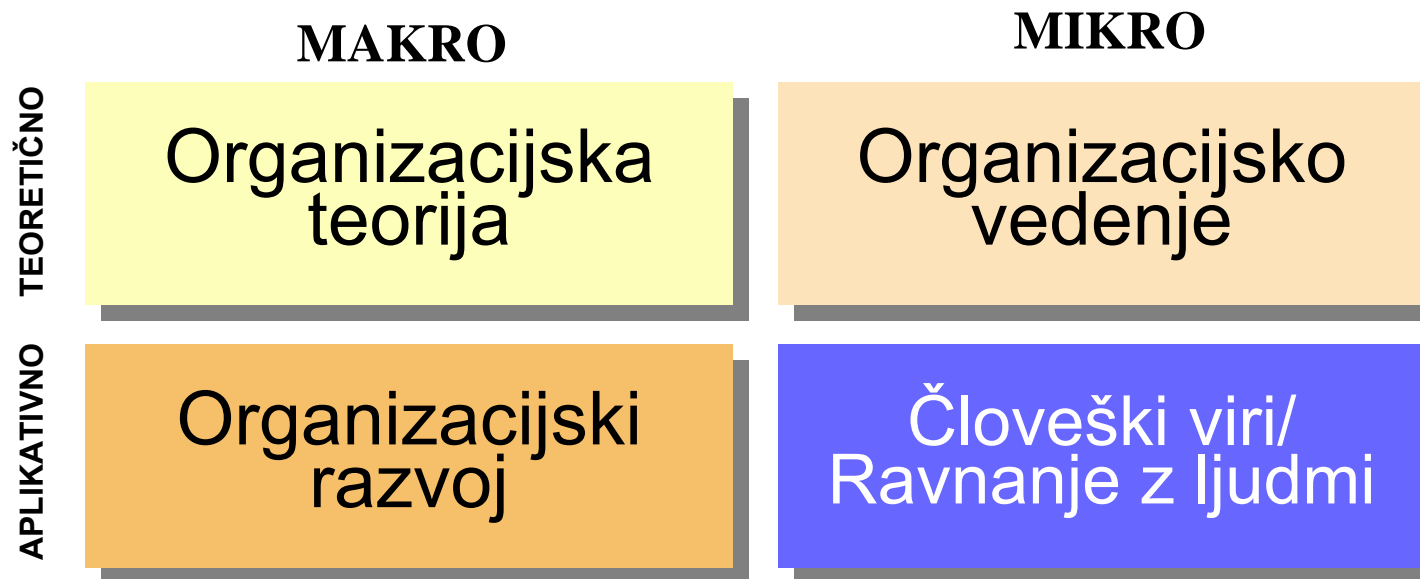 MAKRO
MIKRO
TEORETIČNO
Organizacijska
teorija
Organizacijsko
vedenje
APLIKATIVNO
Organizacijski
razvoj
Človeški viri/
Ravnanje z ljudmi